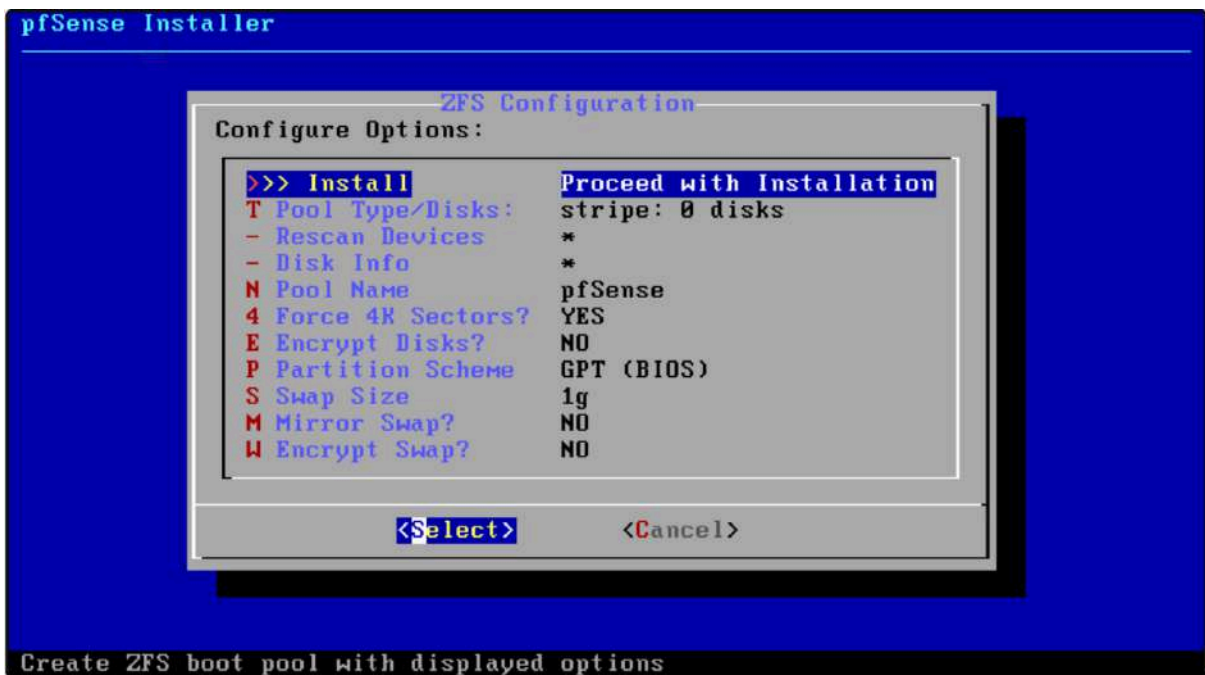 pfSense Installer
ZFS Configuration
Configure Options:
>>> Install Proceed with Installation
T Pool Type/Disks: stripe: 0 disks
- Rescan Devices *
- Disk Info *
N Pool Name pfSense
4 Force 4K Sectors? YES
E Encrypt Disks? NO
P Partition Scheme GPT (BIOS)
S Swap Size 1g
M Mirror Swap? NO
W Encrypt Swap? NO
<Select> <Cancel>
Create ZFS boot pool with displayed options